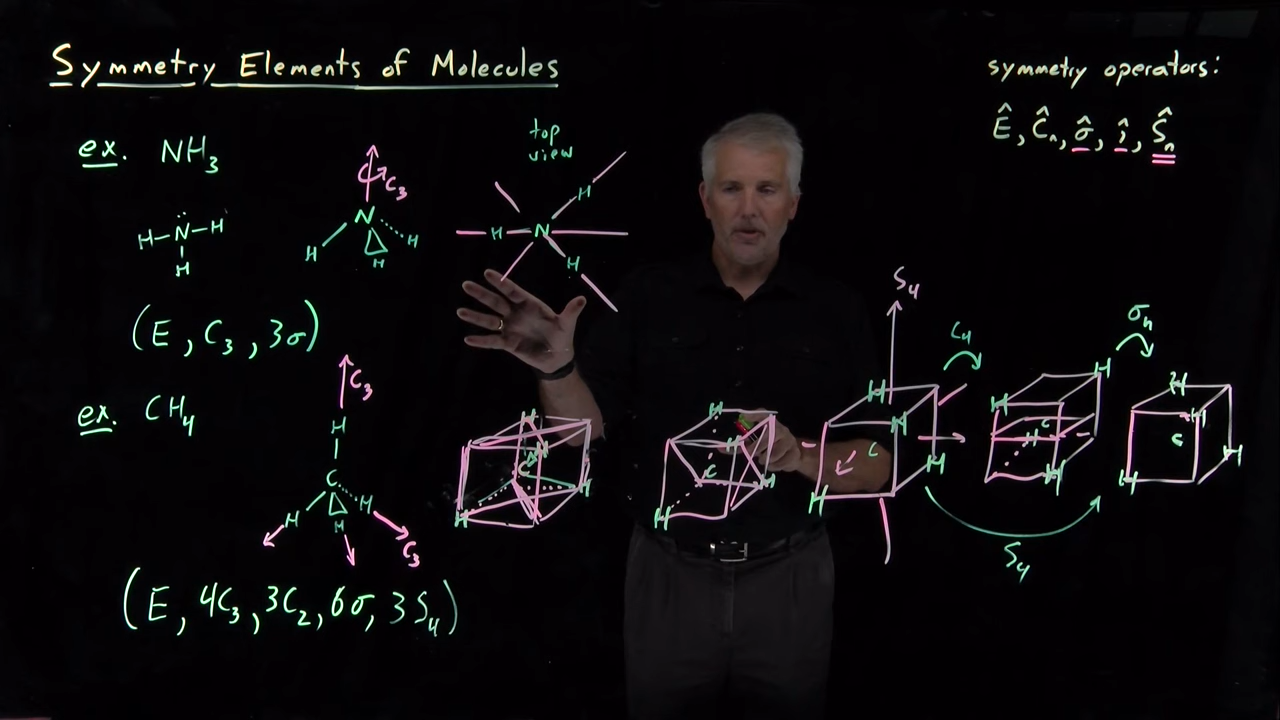 Symmetry Elements of Molecules
symmetry operators:
Ê, Ĉₙ, σ̂, î, Ŝₙ
ex. NH₃
top
view
C₃
N
H
H
H
H–N̈–H
H
H
N
H
H
(E, C₃, 3σ)
ex. CH₄
C₃
H
C
H
H
H
C₃
(E, 4C₃, 3C₂, 6σ, 3S₄)
H
C
H
H
H
H
C
H
H
S₄
H
H
C
H
H
C₄
H
H
C
H
H
σₕ
H
H
C
H
H
S₄